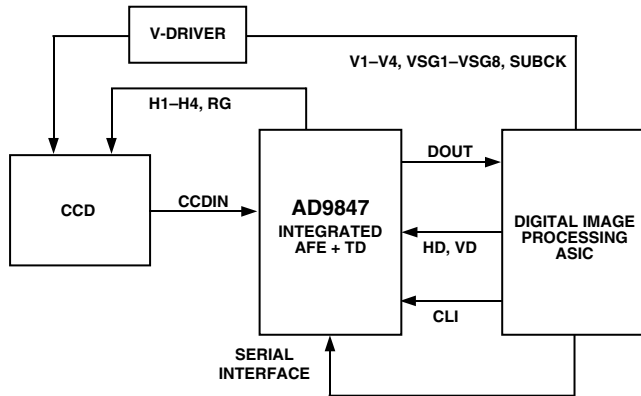 V-DRIVER
V1–V4, VSG1–VSG8, SUBCK
H1–H4, RG
CCD
CCDIN
AD9847
INTEGRATED
AFE + TD
DOUT
HD, VD
CLI
DIGITAL IMAGE
PROCESSING
ASIC
SERIAL
INTERFACE